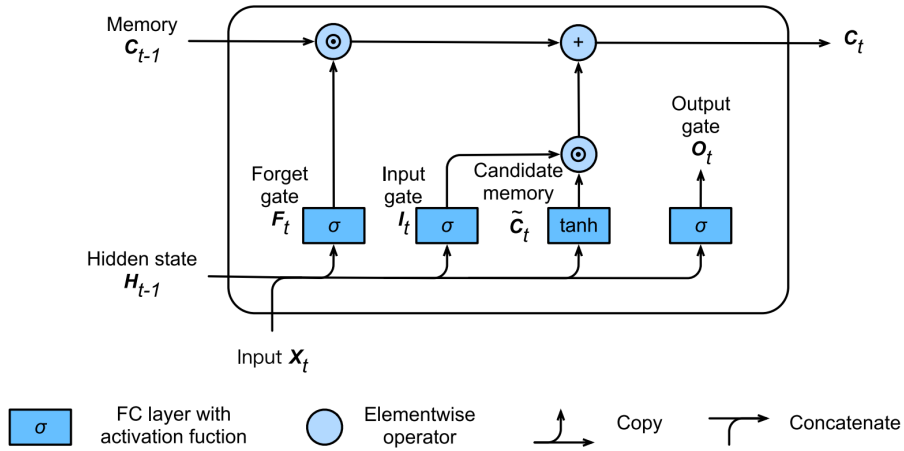 Memory
C_{t-1}
⊙
+
C_t
Output
gate
O_t
⊙
Forget
gate
F_t
Input
gate
I_t
Candidate
memory
C̃_t
σ
σ
tanh
σ
Hidden state
H_{t-1}
Input X_t
σ
FC layer with
activation fuction
Elementwise
operator
Copy
Concatenate